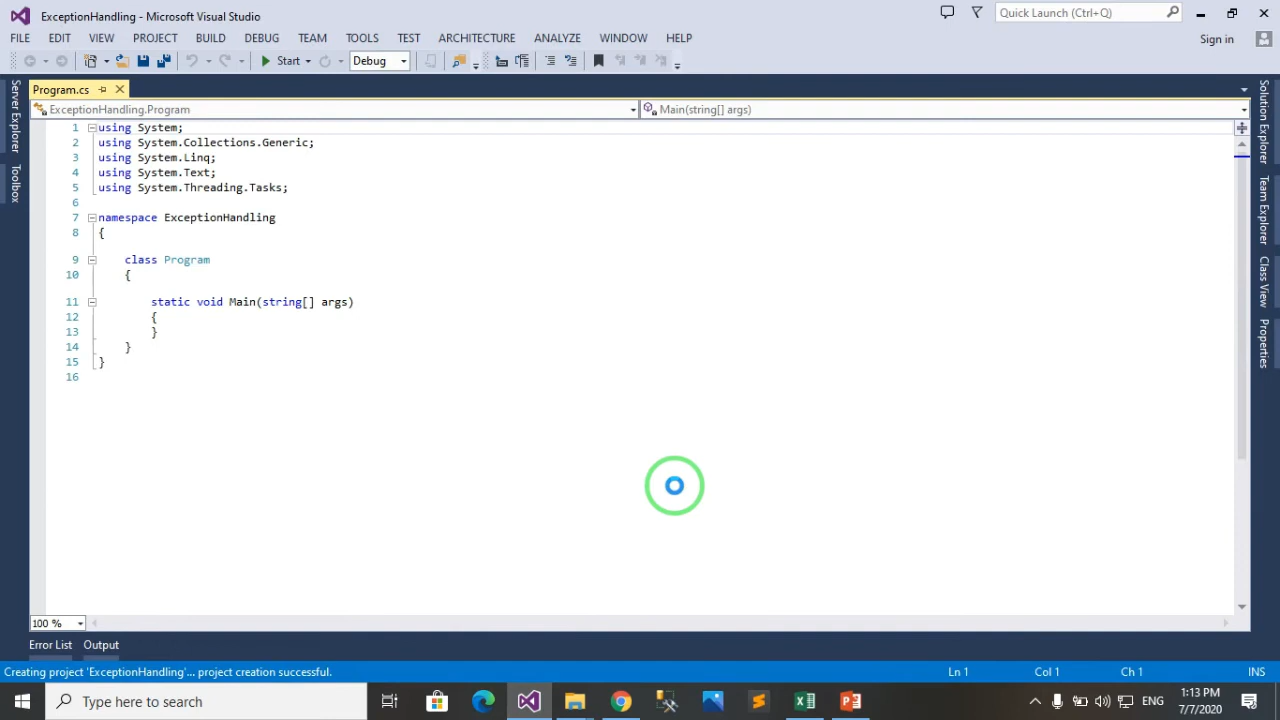 ExceptionHandling - Microsoft Visual Studio
Quick Launch (Ctrl+Q)
FILE EDIT VIEW PROJECT BUILD DEBUG TEAM TOOLS TEST ARCHITECTURE ANALYZE WINDOW HELP
Sign in
Start
Debug
Server Explorer
Toolbox
Program.cs
ExceptionHandling.Program
Main(string[] args)
1 using System;
2 using System.Collections.Generic;
3 using System.Linq;
4 using System.Text;
5 using System.Threading.Tasks;
6
7 namespace ExceptionHandling
8 {
9 class Program
10 {
11 static void Main(string[] args)
12 {
13 }
14 }
15 }
16
Solution Explorer
Team Explorer
Class View
Properties
100 %
Error List Output
Creating project 'ExceptionHandling'... project creation successful.
Ln 1 Col 1 Ch 1 INS
Type here to search
ENG
1:13 PM
7/7/2020